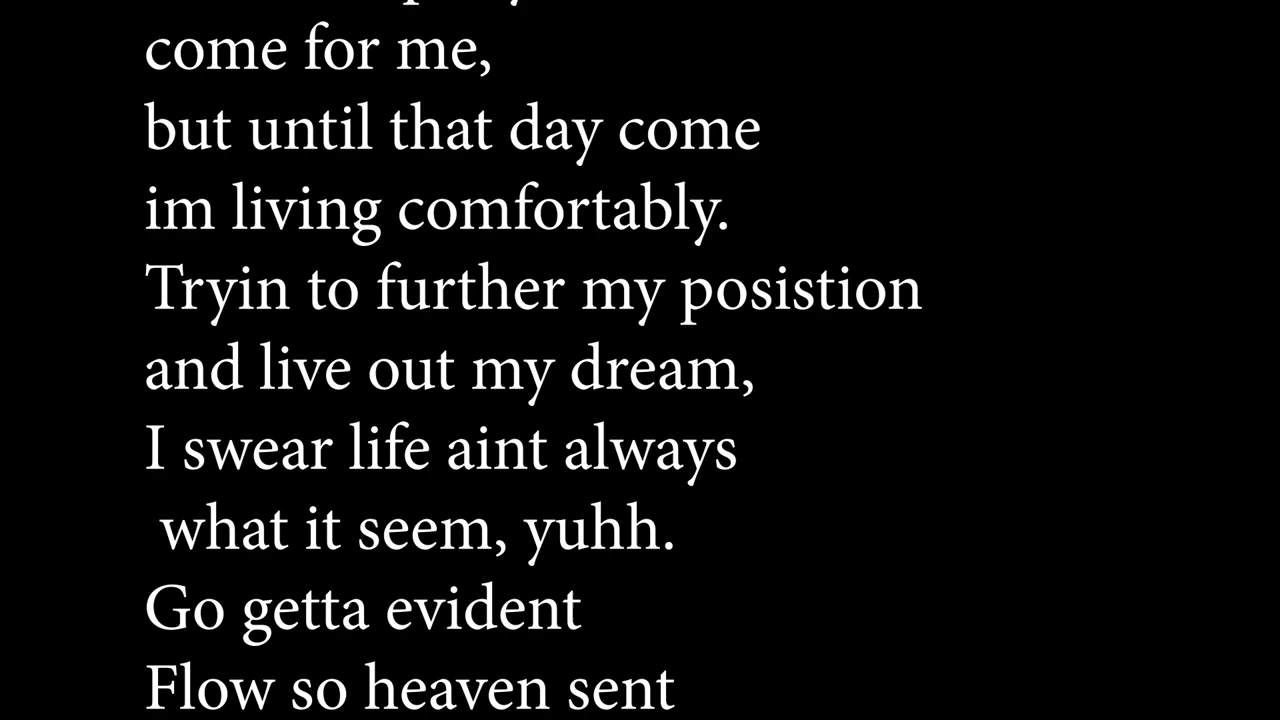 come for me,
but until that day come
im living comfortably.
Tryin to further my posistion
and live out my dream,
I swear life aint always
what it seem, yuhh.
Go getta evident
Flow so heaven sent